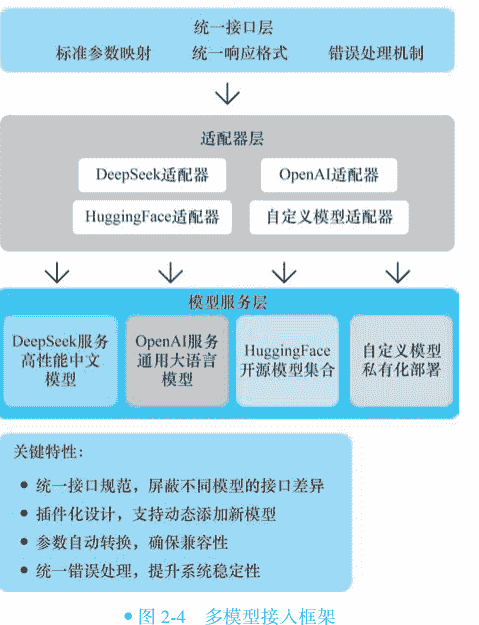 统一接口层
标准参数映射 统一响应格式 错误处理机制
适配器层
DeepSeek适配器 OpenAI适配器
HuggingFace适配器 自定义模型适配器
模型服务层
DeepSeek服务
高性能中文
模型
OpenAI服务
通用大语言
模型
HuggingFace
开源模型集合
自定义模型
私有化部署
关键特性:
● 统一接口规范，屏蔽不同模型的接口差异
● 插件化设计，支持动态添加新模型
● 参数自动转换，确保兼容性
● 统一错误处理，提升系统稳定性
●图 2-4 多模型接入框架